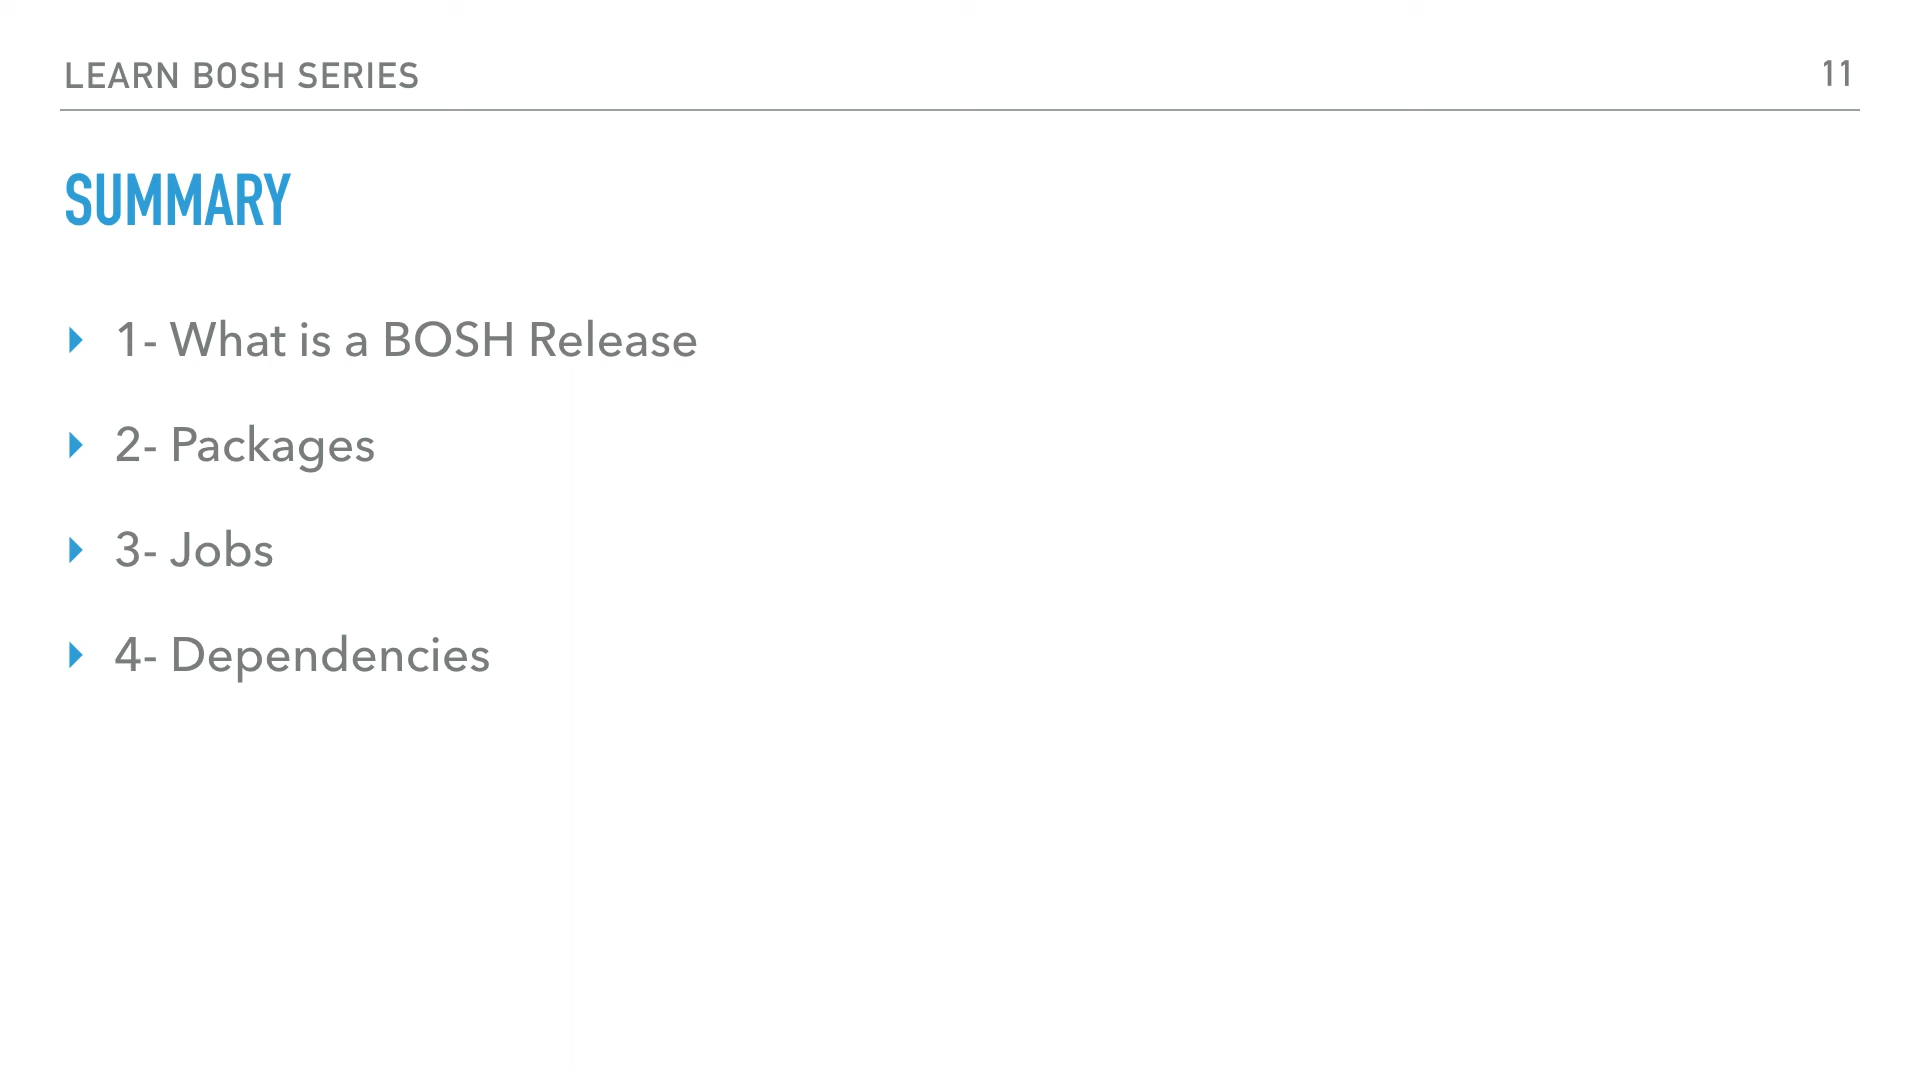 LEARN BOSH SERIES
11
SUMMARY
1- What is a BOSH Release
2- Packages
3- Jobs
4- Dependencies